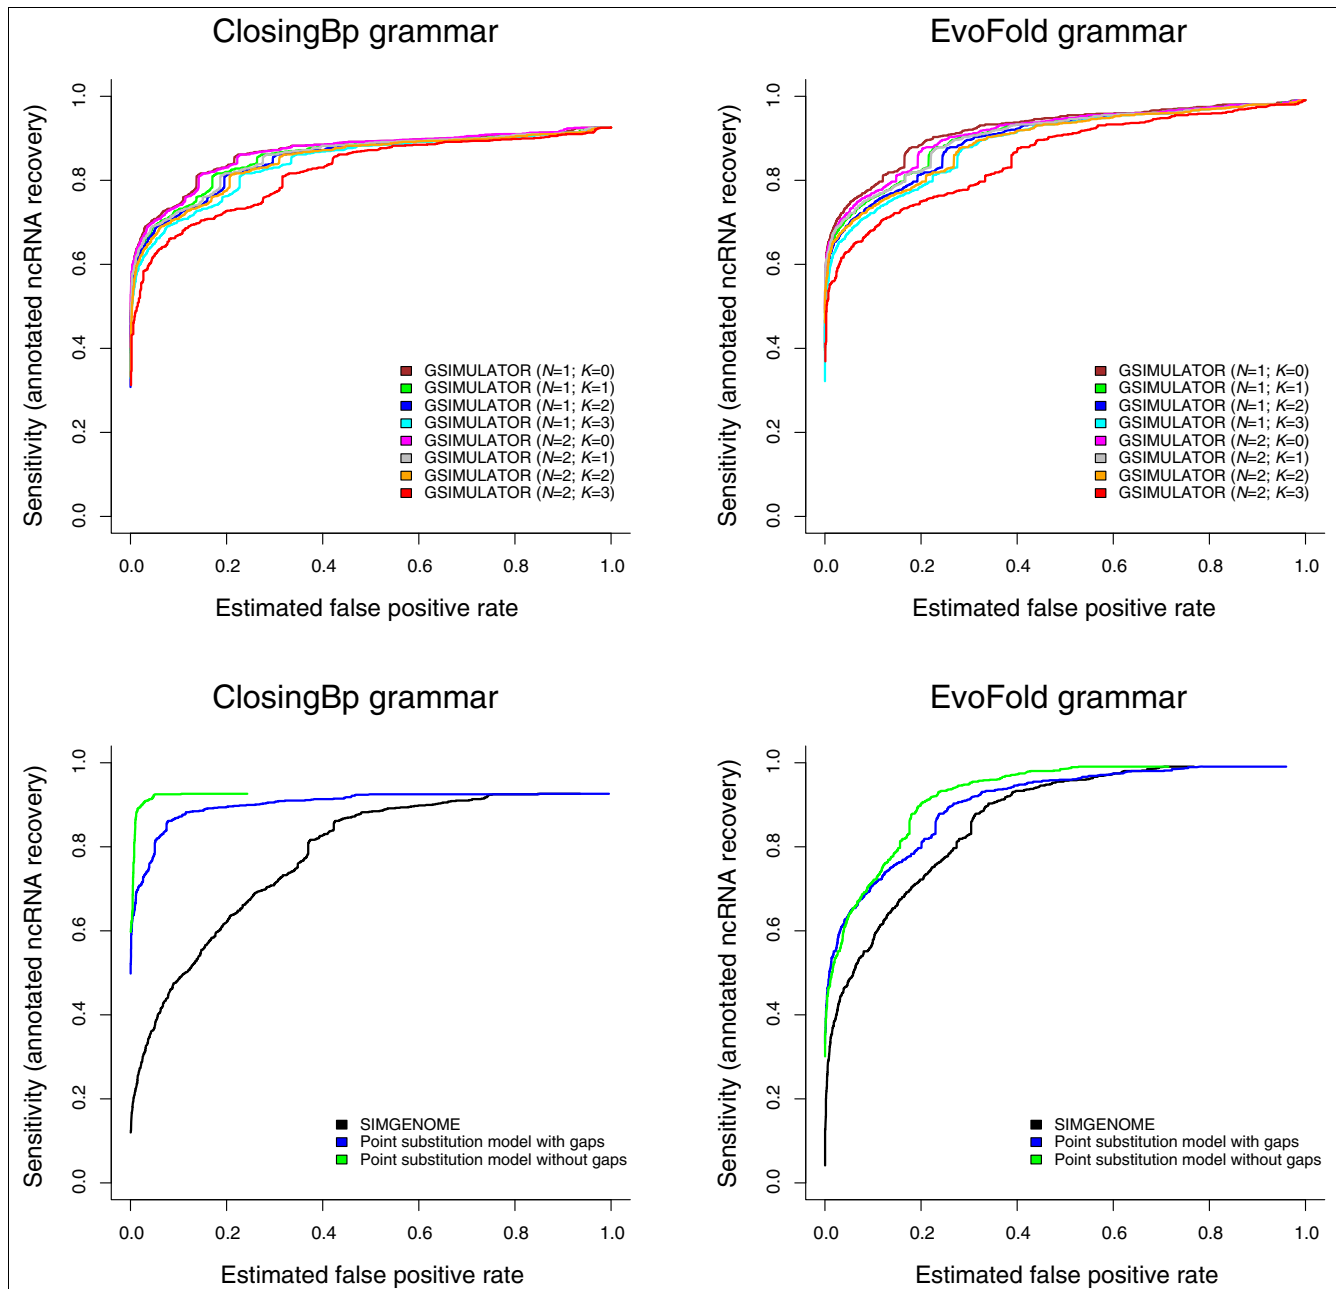 ClosingBp grammar
Sensitivity (annotated ncRNA recovery)
1.0
0.8
0.6
0.4
0.2
0.0
GSIMULATOR (N=1; K=0)
GSIMULATOR (N=1; K=1)
GSIMULATOR (N=1; K=2)
GSIMULATOR (N=1; K=3)
GSIMULATOR (N=2; K=0)
GSIMULATOR (N=2; K=1)
GSIMULATOR (N=2; K=2)
GSIMULATOR (N=2; K=3)
0.0 0.2 0.4 0.6 0.8 1.0
Estimated false positive rate
EvoFold grammar
Sensitivity (annotated ncRNA recovery)
1.0
0.8
0.6
0.4
0.2
0.0
GSIMULATOR (N=1; K=0)
GSIMULATOR (N=1; K=1)
GSIMULATOR (N=1; K=2)
GSIMULATOR (N=1; K=3)
GSIMULATOR (N=2; K=0)
GSIMULATOR (N=2; K=1)
GSIMULATOR (N=2; K=2)
GSIMULATOR (N=2; K=3)
0.0 0.2 0.4 0.6 0.8 1.0
Estimated false positive rate
ClosingBp grammar
Sensitivity (annotated ncRNA recovery)
1.0
0.8
0.6
0.4
0.2
0.0
SIMGENOME
Point substitution model with gaps
Point substitution model without gaps
0.0 0.2 0.4 0.6 0.8 1.0
Estimated false positive rate
EvoFold grammar
Sensitivity (annotated ncRNA recovery)
1.0
0.8
0.6
0.4
0.2
0.0
SIMGENOME
Point substitution model with gaps
Point substitution model without gaps
0.0 0.2 0.4 0.6 0.8 1.0
Estimated false positive rate